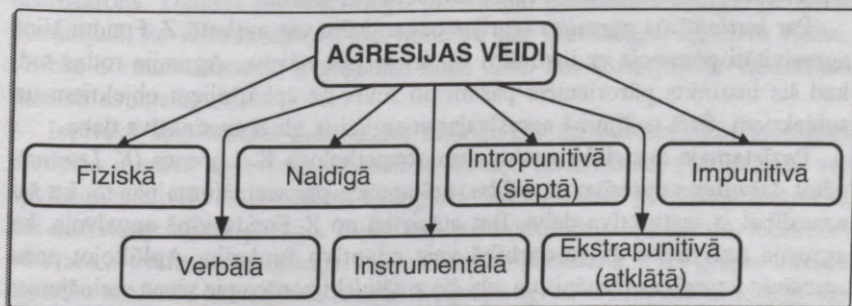 AGRESIJAS VEIDI
Fiziskā
Naidīgā
Intropunitīvā
(slēptā)
Impunitīvā
Verbālā
Instrumentālā
Ekstrapunitīvā
(atklātā)